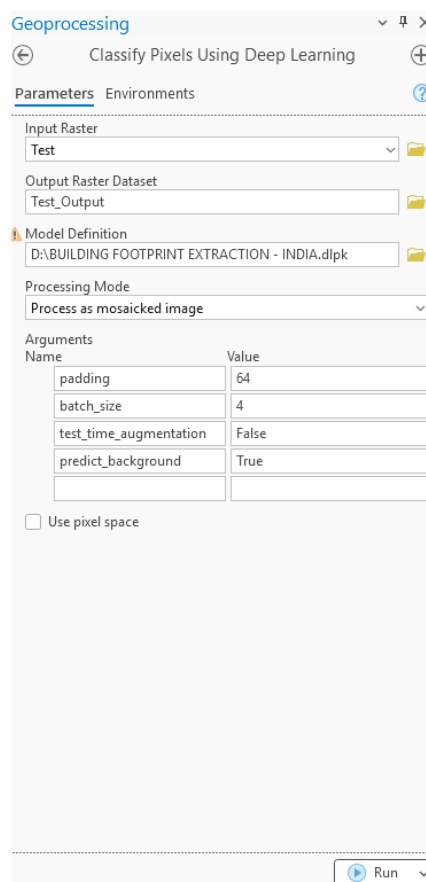 Geoprocessing
Classify Pixels Using Deep Learning
Parameters Environments
Input Raster
Test
Output Raster Dataset
Test_Output
Model Definition
D:\BUILDING FOOTPRINT EXTRACTION - INDIA.dlpk
Processing Mode
Process as mosaicked image
Arguments
Name Value
padding 64
batch_size 4
test_time_augmentation False
predict_background True
Use pixel space
Run